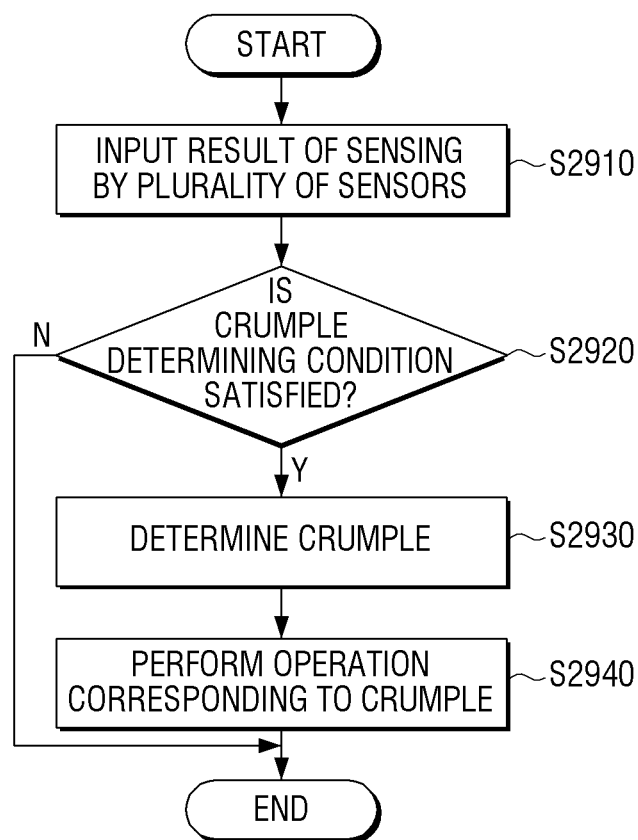 START
INPUT RESULT OF SENSING
BY PLURALITY OF SENSORS
S2910
IS
CRUMPLE
DETERMINING CONDITION
SATISFIED?
S2920
N
Y
DETERMINE CRUMPLE
S2930
PERFORM OPERATION
CORRESPONDING TO CRUMPLE
S2940
END